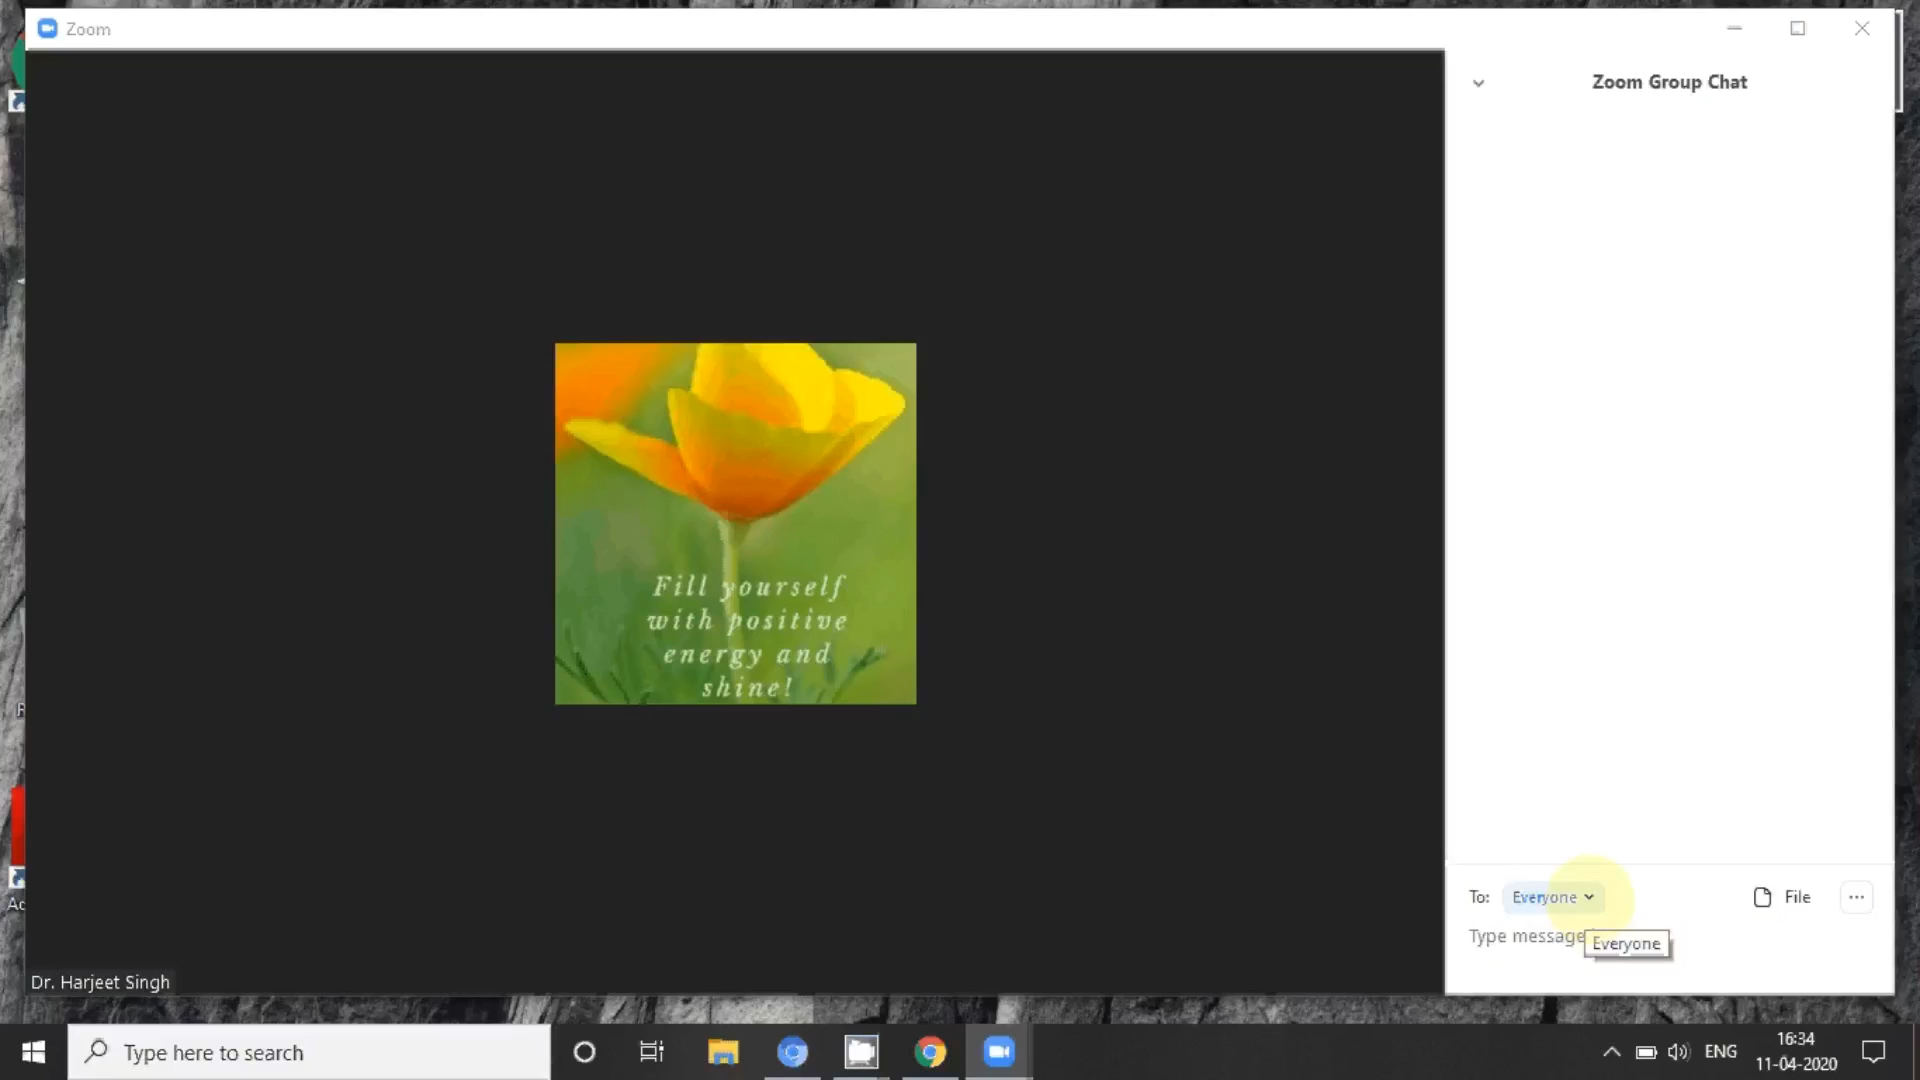 Zoom
Zoom Group Chat
Fill yourself
with positive
energy and
shine!
To: Everyone
File
Type message
Everyone
Dr. Harjeet Singh
Type here to search
ENG
16:34
11-04-2020